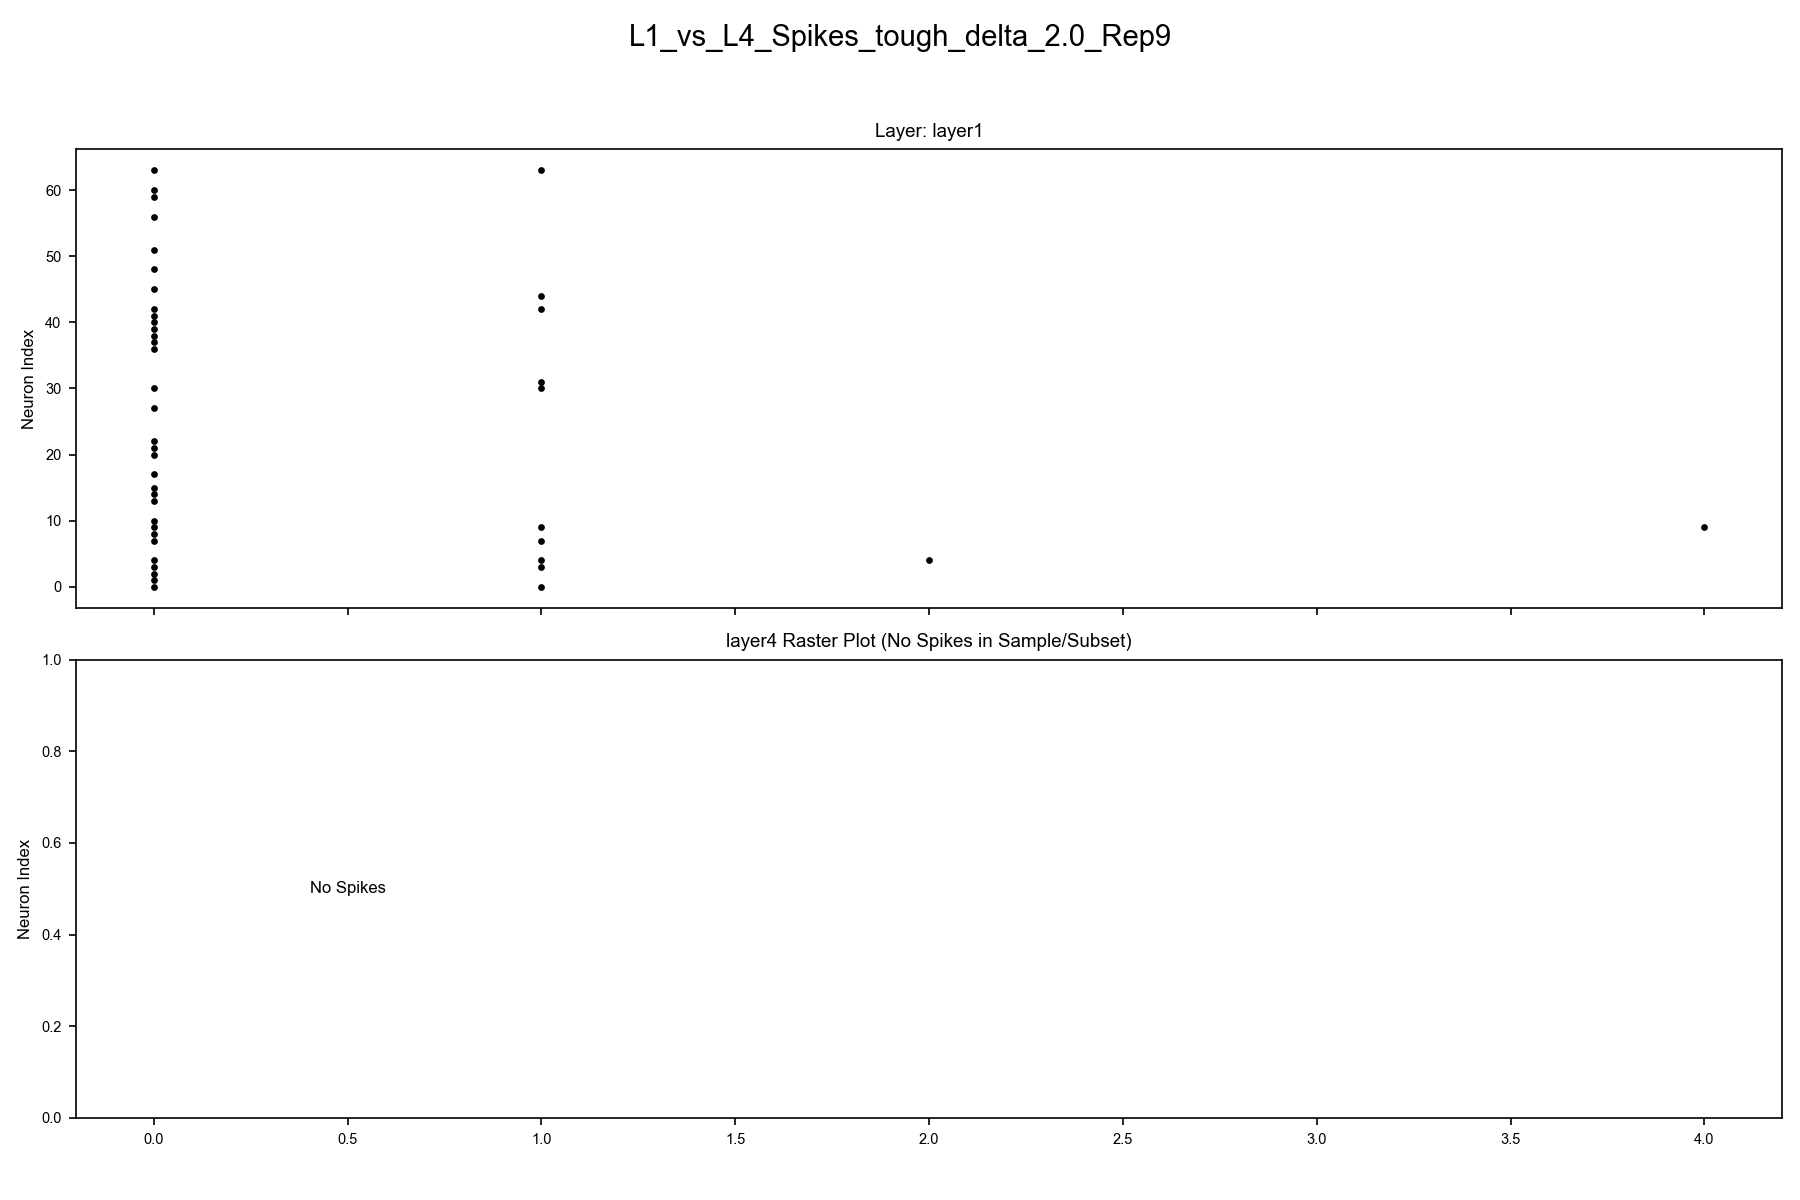 L1_vs_L4_Spikes_tough_delta_2.0_Rep9
Layer: layer1
Neuron Index
60
50
40
30
20
10
0
layer4 Raster Plot (No Spikes in Sample/Subset)
Neuron Index
1.0
0.8
0.6
0.4
0.2
0.0
No Spikes
0.0 0.5 1.0 1.5 2.0 2.5 3.0 3.5 4.0